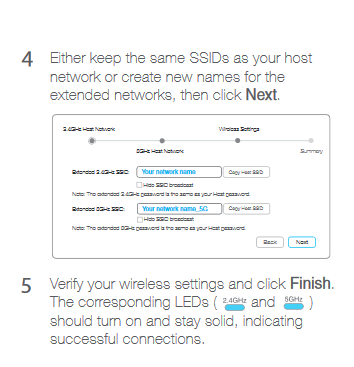 4 Either keep the same SSIDs as your host
network or create new names for the
extended networks, then click Next.
2.4GHz Host Network Wireless Settings
5GHz Host Network Summary
Extended 2.4GHz SSID: Your network name Copy Host SSID
Hide SSID broadcast
Note: The extended 2.4GHz password is the same as your Host password.
Extended 5GHz SSID: Your network name_5G Copy Host SSID
Hide SSID broadcast
Note: The extended 5GHz password is the same as your Host password.
Back Next
5 Verify your wireless settings and click Finish.
The corresponding LEDs ( 2.4GHz and 5GHz )
should turn on and stay solid, indicating
successful connections.